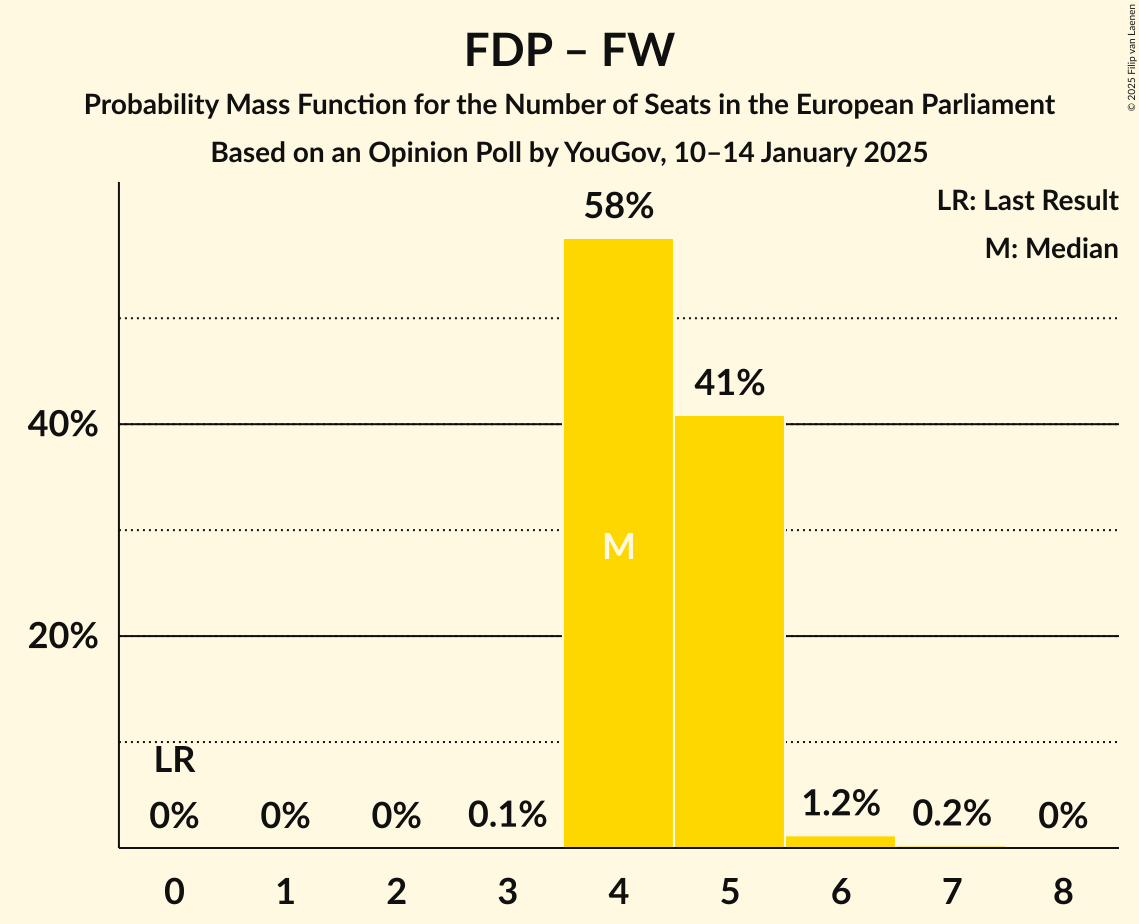 FDP – FW
Probability Mass Function for the Number of Seats in the European Parliament
Based on an Opinion Poll by YouGov, 10–14 January 2025
© 2025 Filip van Laenen
LR: Last Result
M: Median
58%
41%
40%
M
20%
LR
0% 0% 0% 0.1% 1.2% 0.2% 0%
0 1 2 3 4 5 6 7 8